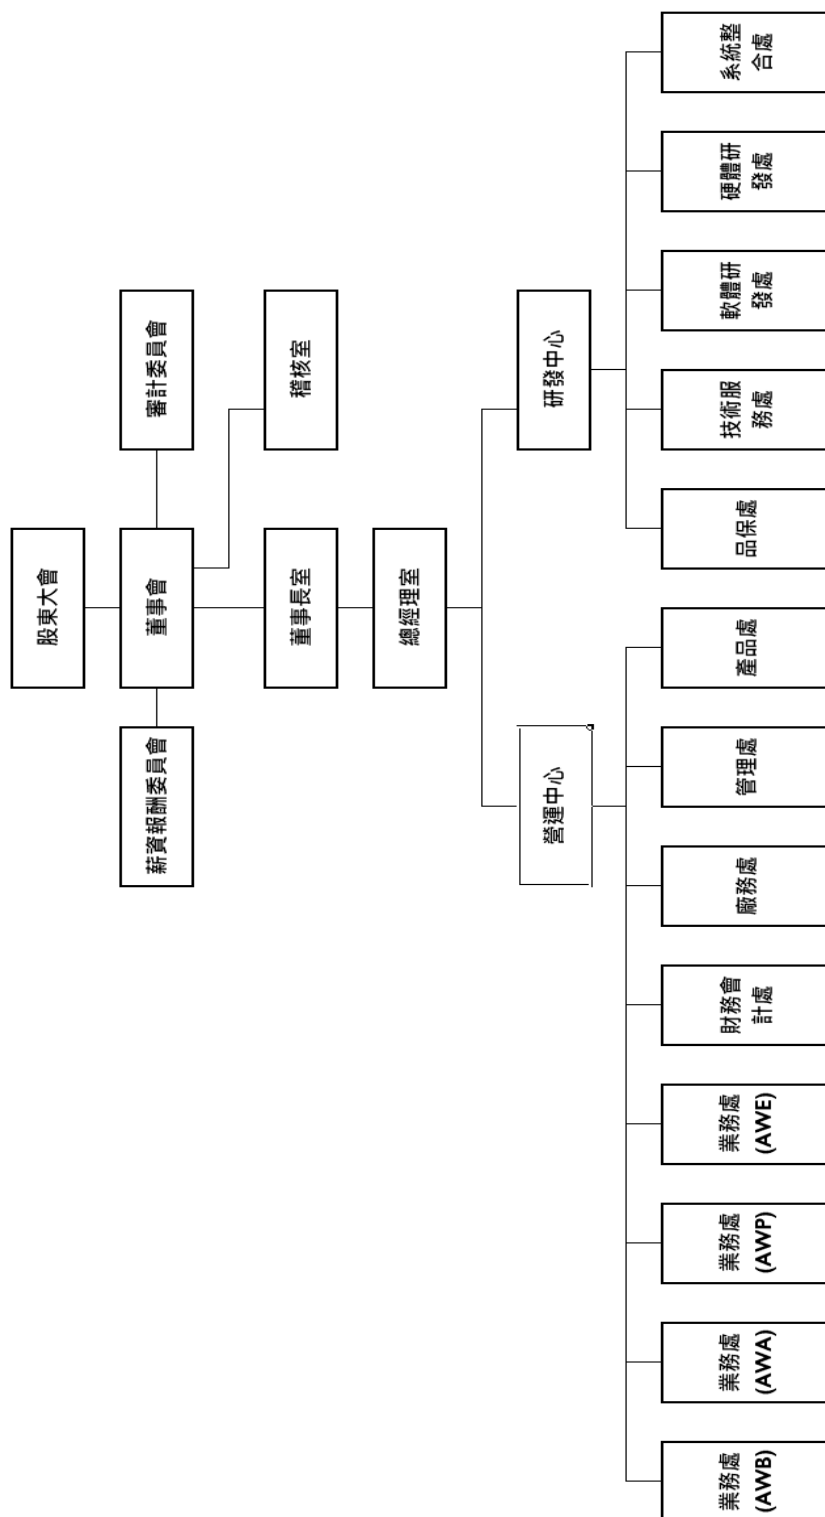 股東大會
薪資報酬委員會
董事會
審計委員會
董事長室
稽核室
總經理室
營運中心
研發中心
業務處
(AWB)
業務處
(AWA)
業務處
(AWP)
業務處
(AWE)
財務會
計處
廠務處
管理處
產品處
品保處
技術服
務處
軟體研
發處
硬體研
發處
系統整
合處